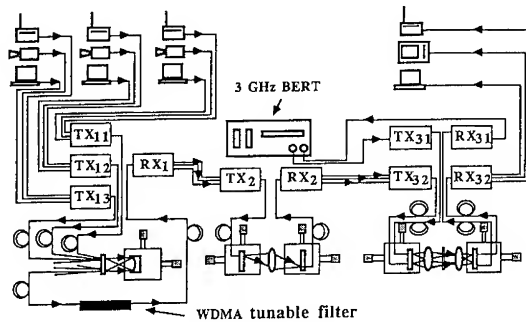 3 GHz BERT
TX11
TX12
TX13
RX1
TX2
RX2
TX31
RX31
TX32
RX32
WDMA tunable filter